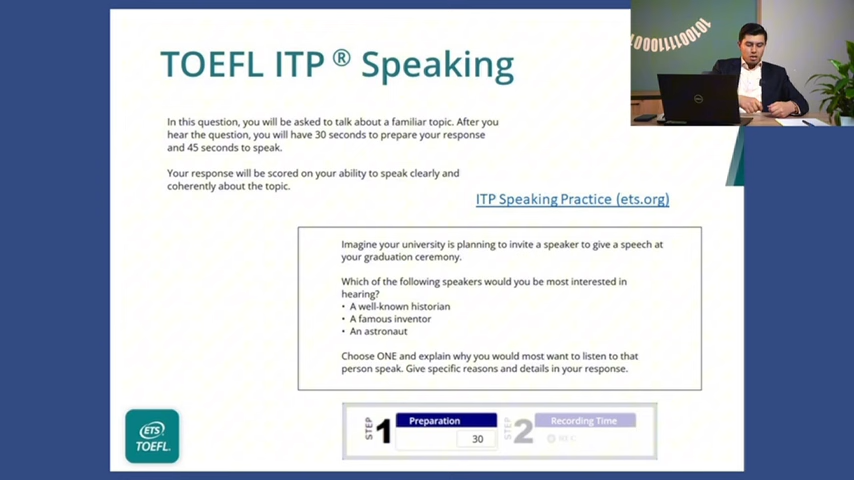 TOEFL ITP ® Speaking
In this question, you will be asked to talk about a familiar topic. After you
hear the question, you will have 30 seconds to prepare your response
and 45 seconds to speak.
Your response will be scored on your ability to speak clearly and
coherently about the topic.
ITP Speaking Practice (ets.org)
Imagine your university is planning to invite a speaker to give a speech at
your graduation ceremony.
Which of the following speakers would you be most interested in
hearing?
• A well-known historian
• A famous inventor
• An astronaut
Choose ONE and explain why you would most want to listen to that
person speak. Give specific reasons and details in your response.
STEP 1 Preparation
30
STEP 2 Recording Time
REC
ETS
TOEFL.
DELL